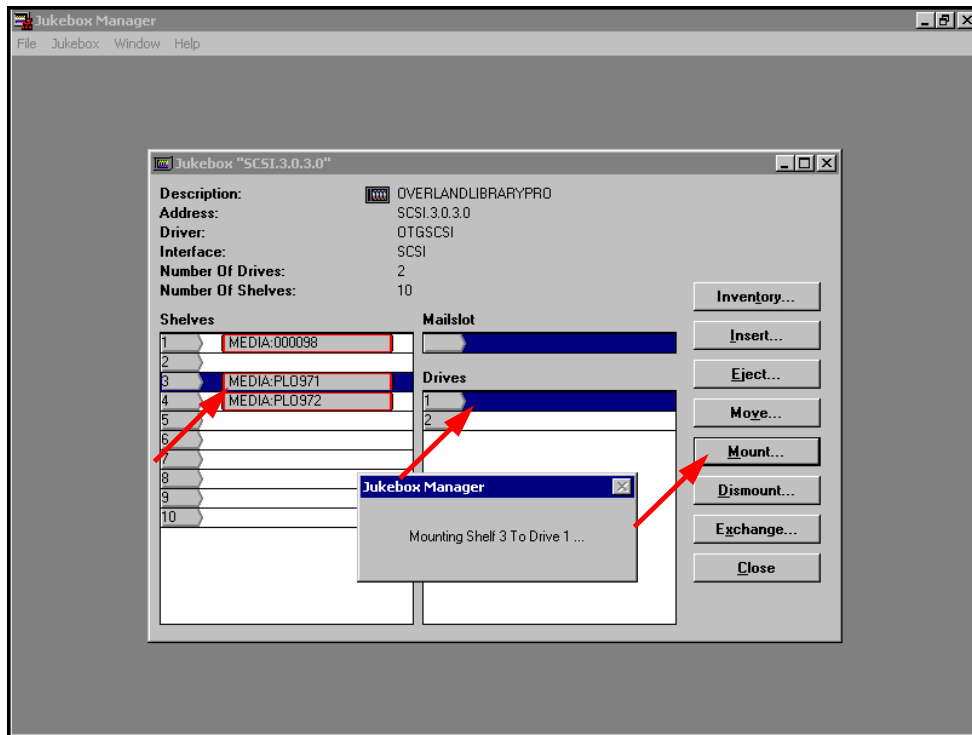 Jukebox Manager
File Jukebox Window Help
Jukebox "SCSI.3.0.3.0"
Description: OVERLANDLIBRARYPRO
Address: SCSI.3.0.3.0
Driver: OTGSCSI
Interface: SCSI
Number Of Drives: 2
Number Of Shelves: 10
Shelves
1 MEDIA:000098
2
3 MEDIA:PLO971
4 MEDIA:PLO972
5
6
7
8
9
10
Mailslot
Drives
1
2
Jukebox Manager
Mounting Shelf 3 To Drive 1 ...
Inventory...
Insert...
Eject...
Move...
Mount...
Dismount...
Exchange...
Close